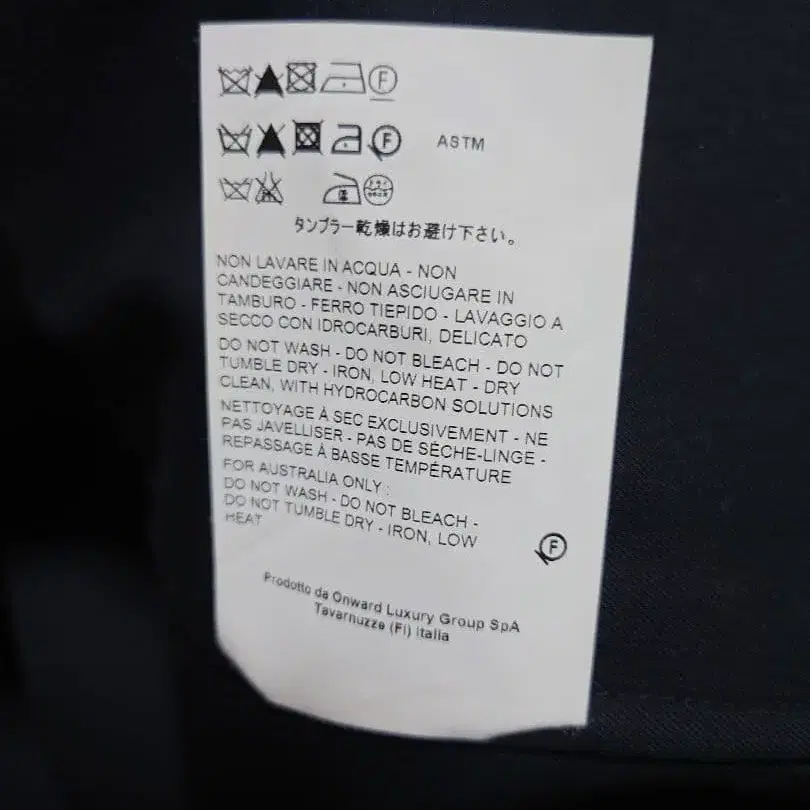 F
F ASTM
タンブラー乾燥はお避け下さい。
NON LAVARE IN ACQUA - NON
CANDEGGIARE - NON ASCIUGARE IN
TAMBURO - FERRO TIEPIDO - LAVAGGIO A
SECCO CON IDROCARBURI, DELICATO
DO NOT WASH - DO NOT BLEACH - DO NOT
TUMBLE DRY - IRON, LOW HEAT - DRY
CLEAN, WITH HYDROCARBON SOLUTIONS
NETTOYAGE À SEC EXCLUSIVEMENT - NE
PAS JAVELLISER - PAS DE SÈCHE-LINGE -
REPASSAGE À BASSE TEMPÉRATURE
FOR AUSTRALIA ONLY :
DO NOT WASH - DO NOT BLEACH -
DO NOT TUMBLE DRY - IRON, LOW
HEAT
F
Prodotto da Onward Luxury Group SpA
Tavarnuzze (Fi) Italia